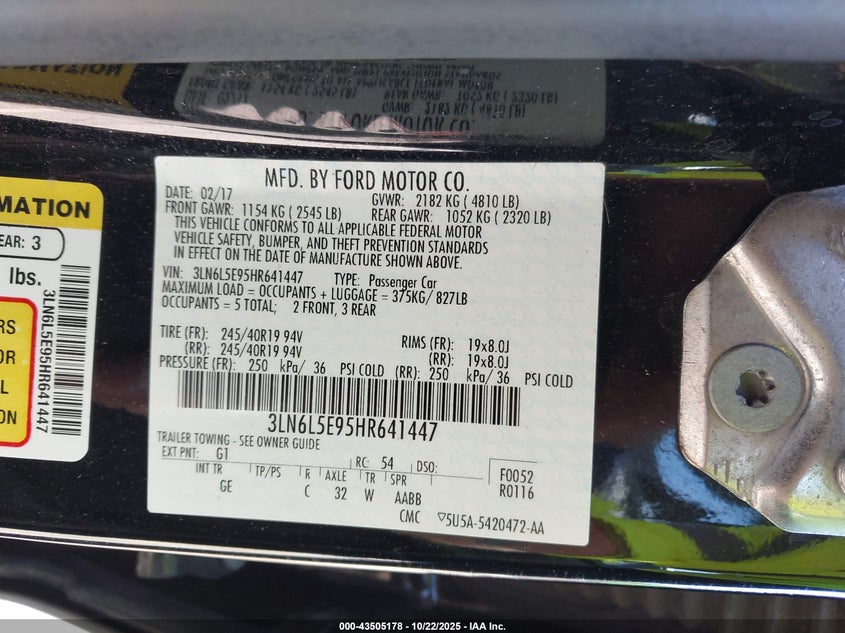 MFD. BY FORD MOTOR CO.
DATE: 02/17 GVWR: 2182 KG ( 4810 LB)
FRONT GAWR: 1154 KG ( 2545 LB) REAR GAWR: 1052 KG ( 2320 LB)
THIS VEHICLE CONFORMS TO ALL APPLICABLE FEDERAL MOTOR
VEHICLE SAFETY, BUMPER, AND THEFT PREVENTION STANDARDS
IN EFFECT ON THE DATE OF MANUFACTURE SHOWN ABOVE.
VIN: 3LN6L5E95HR641447 TYPE: Passenger Car
MAXIMUM LOAD = OCCUPANTS + LUGGAGE = 375KG/ 827LB
OCCUPANTS = 5 TOTAL; 2 FRONT, 3 REAR
TIRE (FR): 245/40R19 94V RIMS (FR): 19x8.0J
(RR): 245/40R19 94V (RR): 19x8.0J
PRESSURE (FR): 250 kPa/ 36 PSI COLD (RR): 250 kPa/ 36 PSI COLD
3LN6L5E95HR641447
TRAILER TOWING - SEE OWNER GUIDE
EXT PNT: G1 RC: 54 DSO: F0052
INT TR TP/PS R AXLE TR SPR R0116
GE C 32 W AABB
CMC ▽5U5A-5420472-AA
MATION
EAR: 3
lbs.
RS
OR
L
ION
3LN6L5E95HR641447
000-43505178 - 10/22/2025 - IAA Inc.